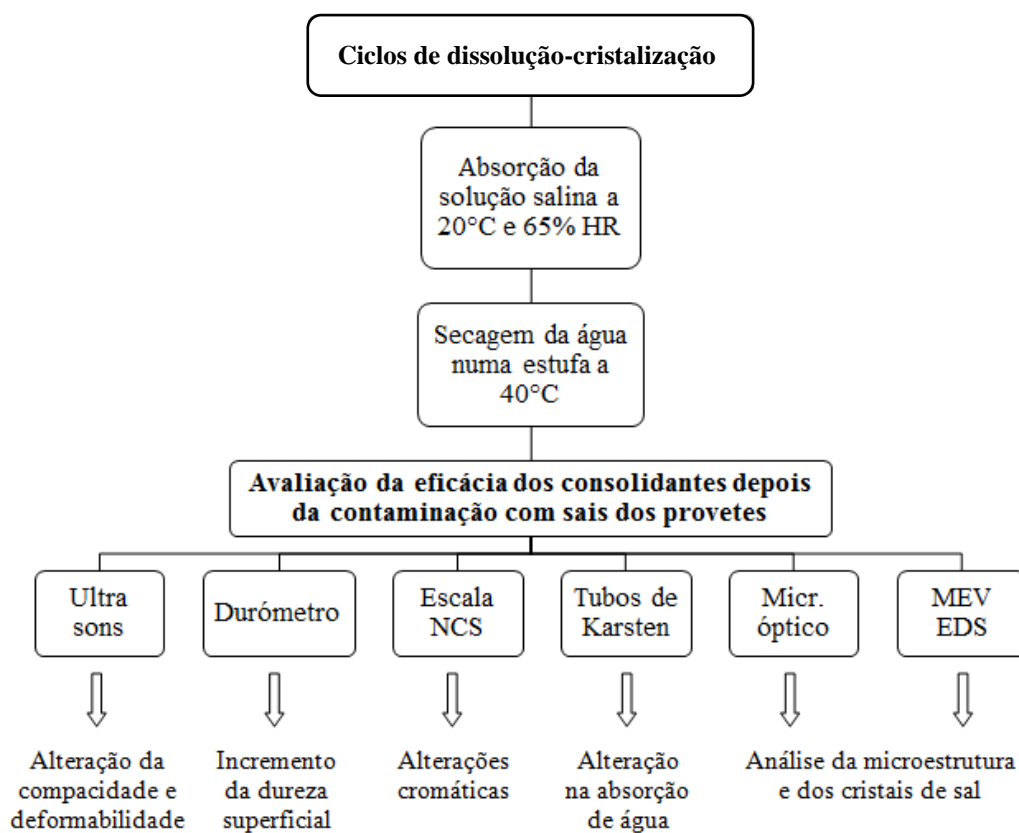 Ciclos de dissolução-cristalização
Absorção da
solução salina a
20°C e 65% HR
Secagem da água
numa estufa a
40°C
Avaliação da eficácia dos consolidantes depois
da contaminação com sais dos provetes
Ultra
sons
Durómetro
Escala
NCS
Tubos de
Karsten
Micr.
óptico
MEV
EDS
Alteração da
compacidade e
deformabilidade
Incremento
da dureza
superficial
Alterações
cromáticas
Alteração
na absorção
de água
Análise da microestrutura
e dos cristais de sal